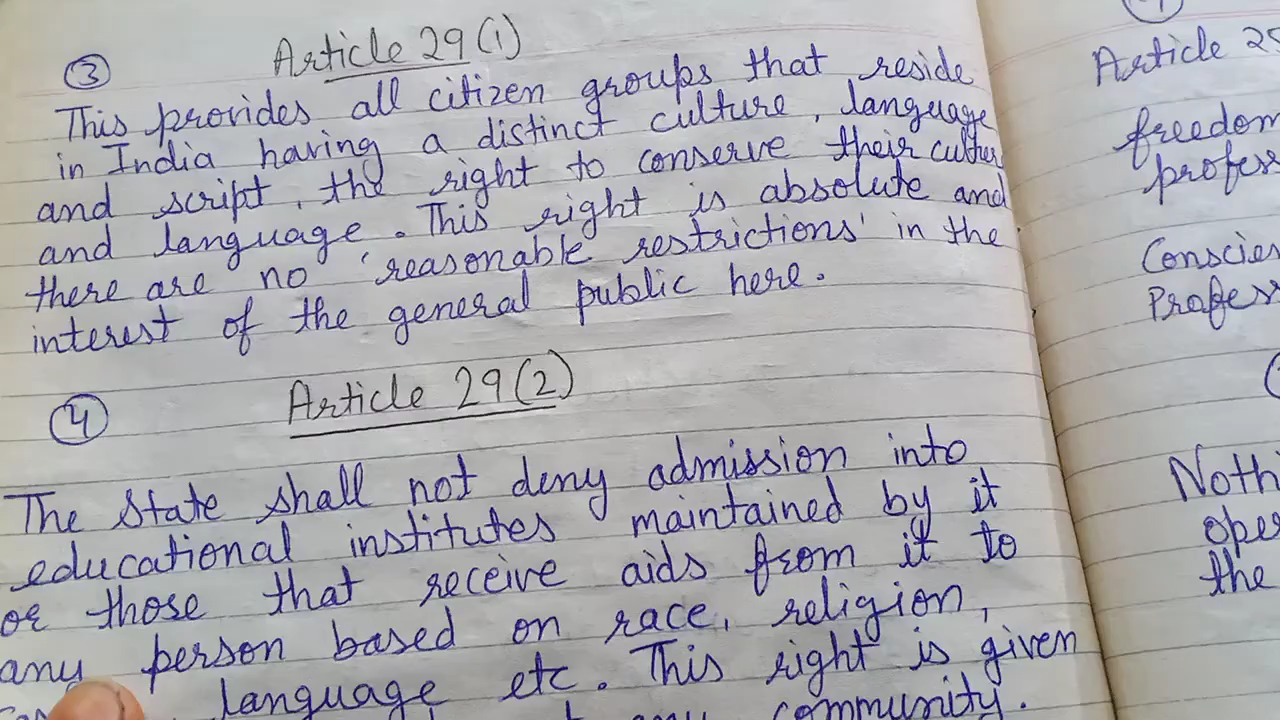 ③ Article 29(1)
This provides all citizen groups that reside
in India having a distinct culture, language
and script, the right to conserve their culture
and language. This right is absolute and
there are no 'reasonable restrictions' in the
interest of the general public here.
④ Article 29(2)
The State shall not deny admission into
educational institutes maintained by it
or those that receive aids from it to
any person based on race, religion,
language etc. This right is given
any community.
Article
freedom
profes
Conscien
Profess
Nothi
oper
the